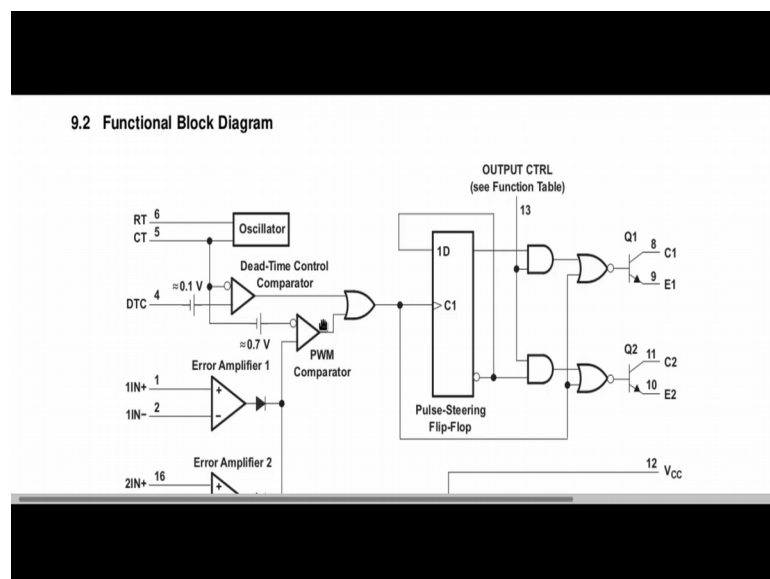 9.2 Functional Block Diagram
OUTPUT CTRL
(see Function Table)
13
RT 6
CT 5
Oscillator
Dead-Time Control
Comparator
≈0.1 V
DTC 4
≈0.7 V
PWM
Comparator
1D
C1
Pulse-Steering
Flip-Flop
Q1
8 C1
9 E1
Q2
11 C2
10 E2
Error Amplifier 1
1IN+ 1
+
1IN− 2
−
Error Amplifier 2
2IN+ 16
+
12 VCC